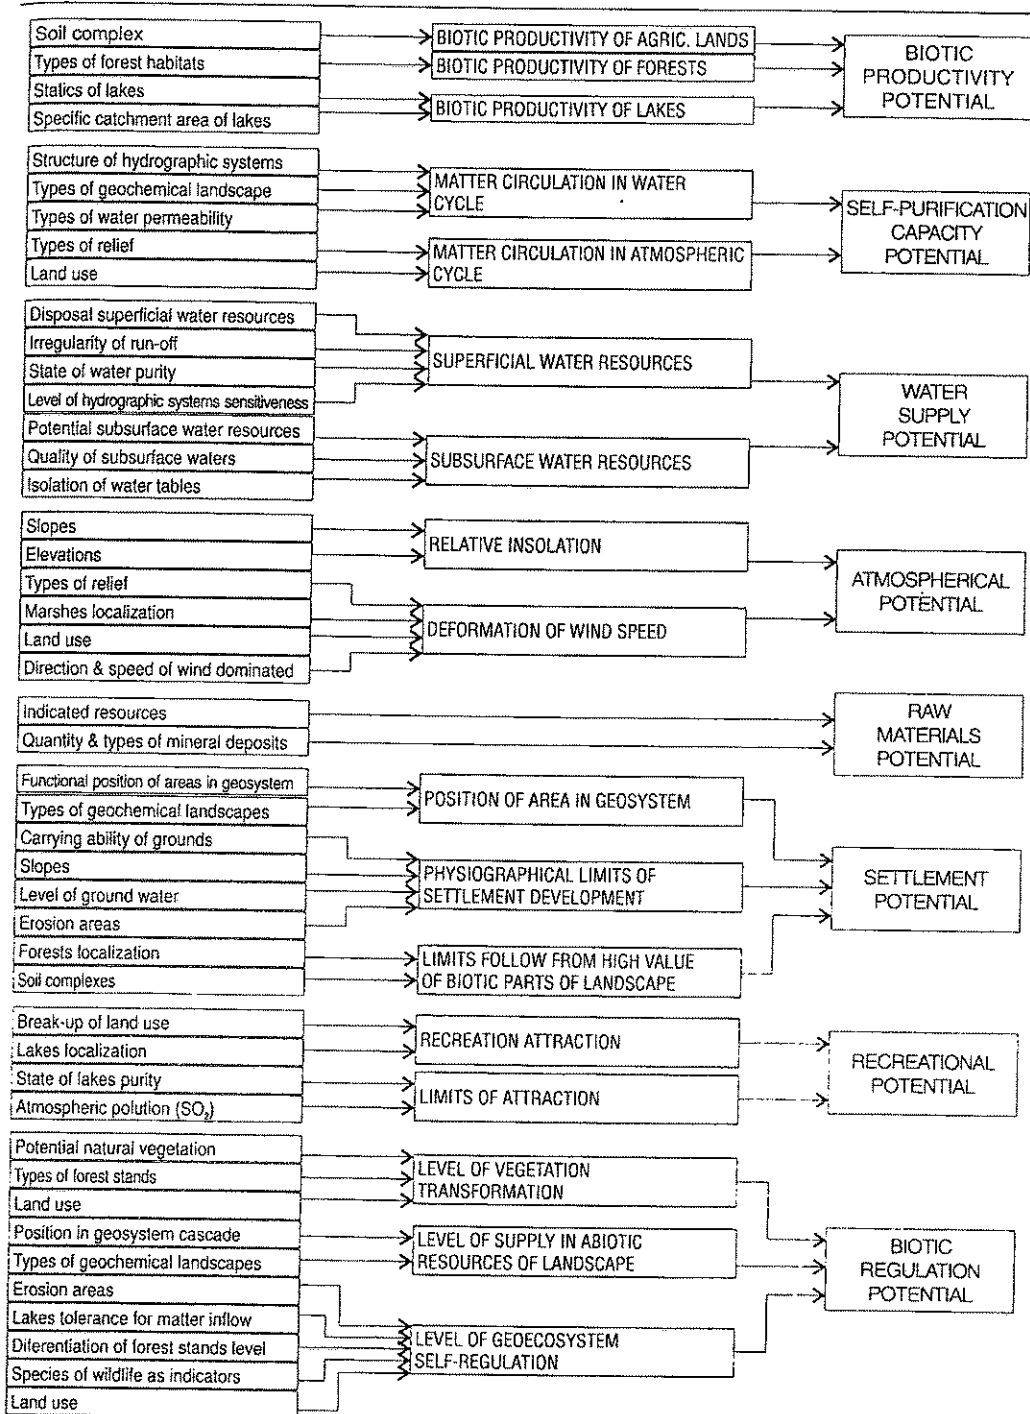 Soil complex
Types of forest habitats
Statics of lakes
Specific catchment area of lakes
BIOTIC PRODUCTIVITY OF AGRIC. LANDS
BIOTIC PRODUCTIVITY OF FORESTS
BIOTIC PRODUCTIVITY OF LAKES
BIOTIC
PRODUCTIVITY
POTENTIAL
Structure of hydrographic systems
Types of geochemical landscape
Types of water permeability
Types of relief
Land use
MATTER CIRCULATION IN WATER
CYCLE
MATTER CIRCULATION IN ATMOSPHERIC
CYCLE
SELF-PURIFICATION
CAPACITY
POTENTIAL
Disposal superficial water resources
Irregularity of run-off
State of water purity
Level of hydrographic systems sensitiveness
Potential subsurface water resources
Quality of subsurface waters
Isolation of water tables
SUPERFICIAL WATER RESOURCES
SUBSURFACE WATER RESOURCES
WATER
SUPPLY
POTENTIAL
Slopes
Elevations
Types of relief
Marshes localization
Land use
Direction & speed of wind dominated
RELATIVE INSOLATION
DEFORMATION OF WIND SPEED
ATMOSPHERICAL
POTENTIAL
Indicated resources
Quantity & types of mineral deposits
RAW
MATERIALS
POTENTIAL
Functional position of areas in geosystem
Types of geochemical landscapes
Carrying ability of grounds
Slopes
Level of ground water
Erosion areas
Forests localization
Soil complexes
POSITION OF AREA IN GEOSYSTEM
PHYSIOGRAPHICAL LIMITS OF
SETTLEMENT DEVELOPMENT
LIMITS FOLLOW FROM HIGH VALUE
OF BIOTIC PARTS OF LANDSCAPE
SETTLEMENT
POTENTIAL
Break-up of land use
Lakes localization
State of lakes purity
Atmospheric polution (SO₂)
RECREATION ATTRACTION
LIMITS OF ATTRACTION
RECREATIONAL
POTENTIAL
Potential natural vegetation
Types of forest stands
Land use
Position in geosystem cascade
Types of geochemical landscapes
Erosion areas
Lakes tolerance for matter inflow
Diferentiation of forest stands level
Species of wildlife as indicators
Land use
LEVEL OF VEGETATION
TRANSFORMATION
LEVEL OF SUPPLY IN ABIOTIC
RESOURCES OF LANDSCAPE
LEVEL OF GEOECOSYSTEM
SELF-REGULATION
BIOTIC
REGULATION
POTENTIAL